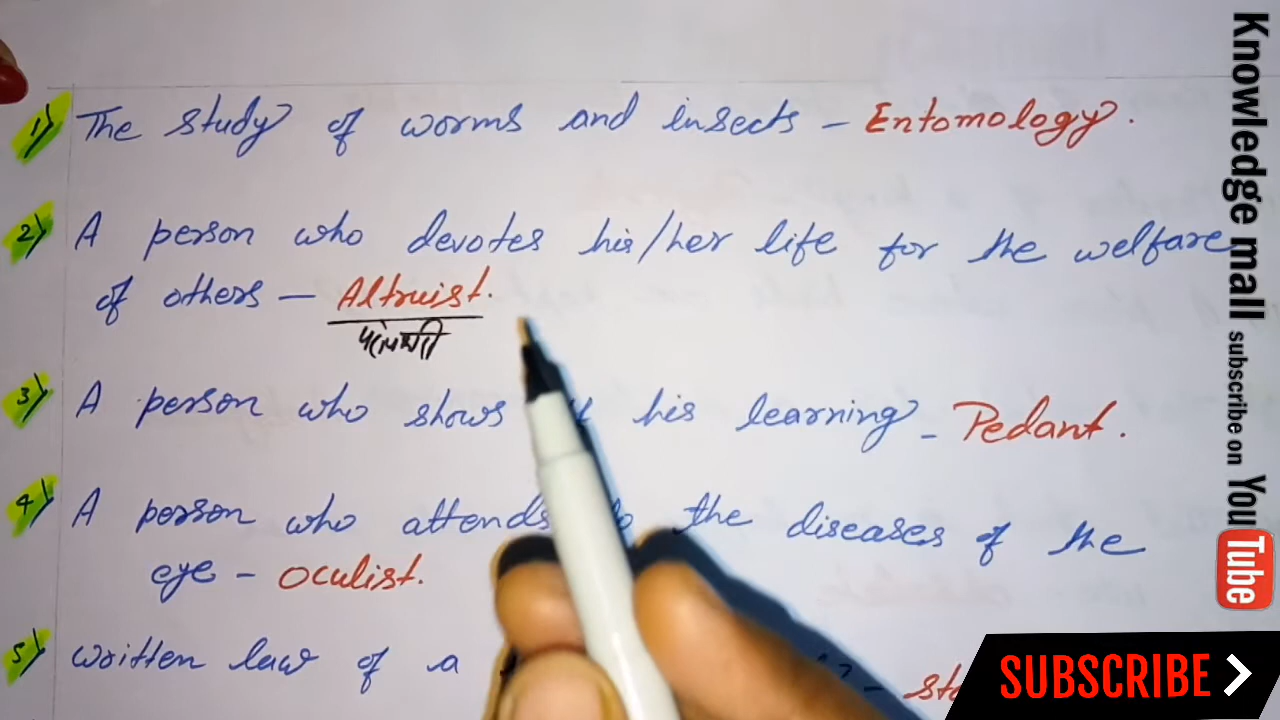 1) The study of worms and insects - Entomology.
2) A person who devotes his/her life for the welfare
of others - Altruist.
3) A person who shows his learning - Pedant.
4) A person who attends the diseases of the
eye - oculist.
5) written law of a
Knowledge mall subscribe on YouTube
SUBSCRIBE